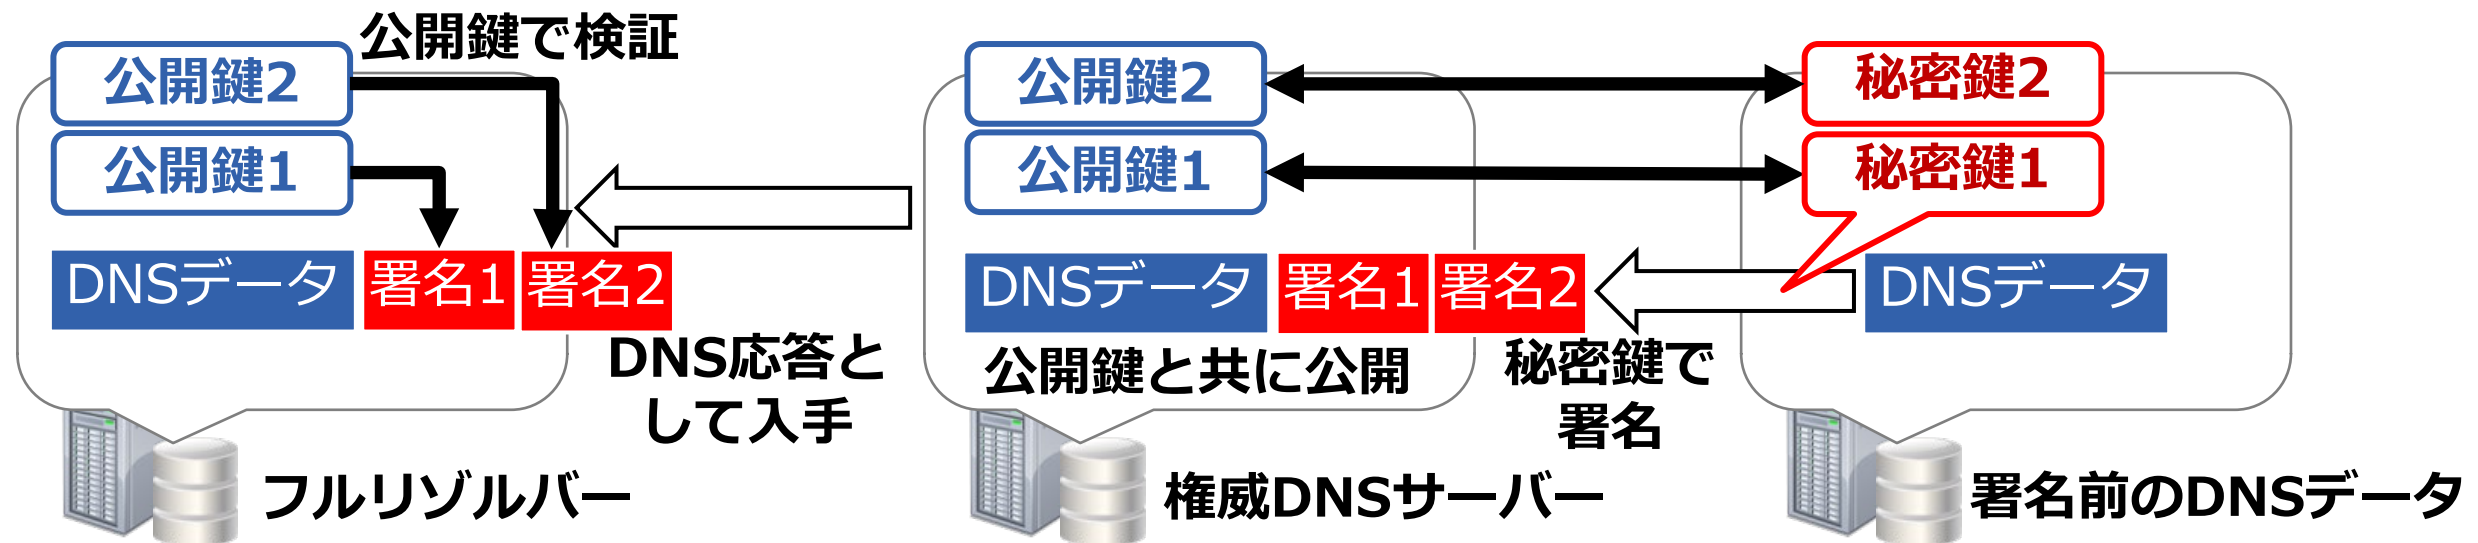 公開鍵で検証
公開鍵2
公開鍵1
DNSデータ
署名1
署名2
DNS応答と
して入手
フルリゾルバー
公開鍵2
公開鍵1
DNSデータ
署名1
署名2
公開鍵と共に公開
権威DNSサーバー
秘密鍵2
秘密鍵1
DNSデータ
秘密鍵で
署名
署名前のDNSデータ